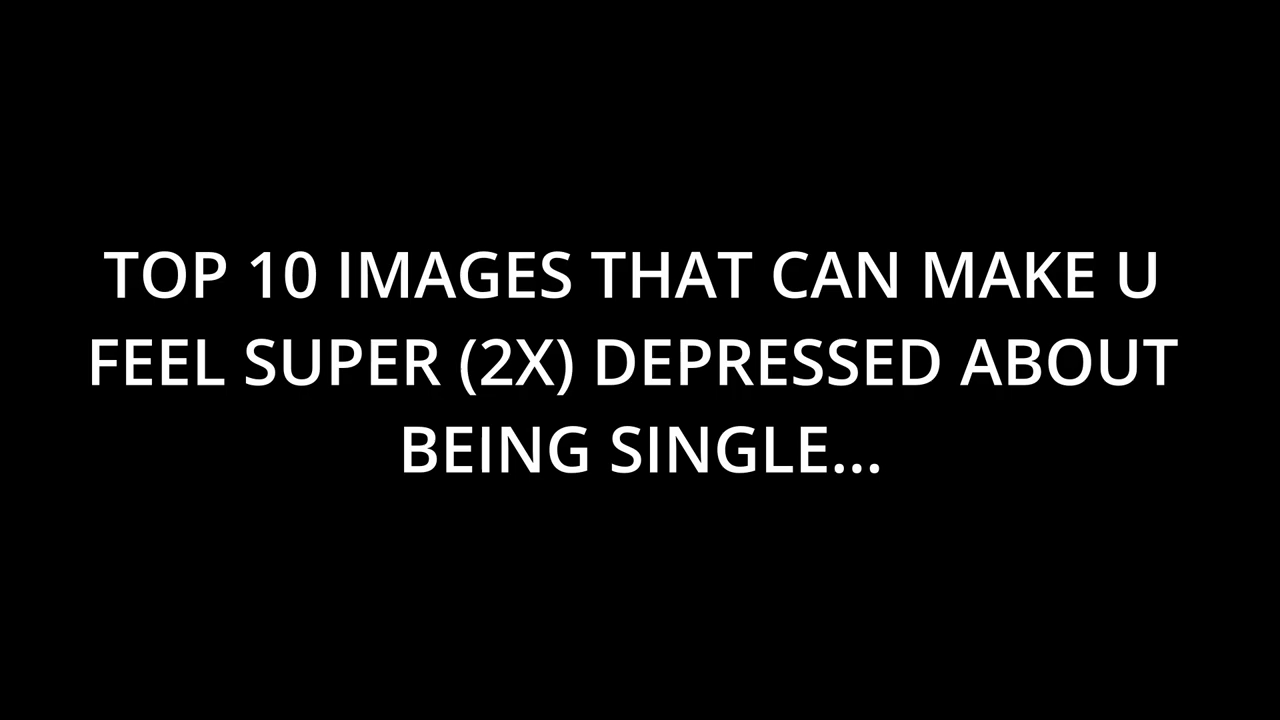 TOP 10 IMAGES THAT CAN MAKE U
FEEL SUPER (2X) DEPRESSED ABOUT
BEING SINGLE...